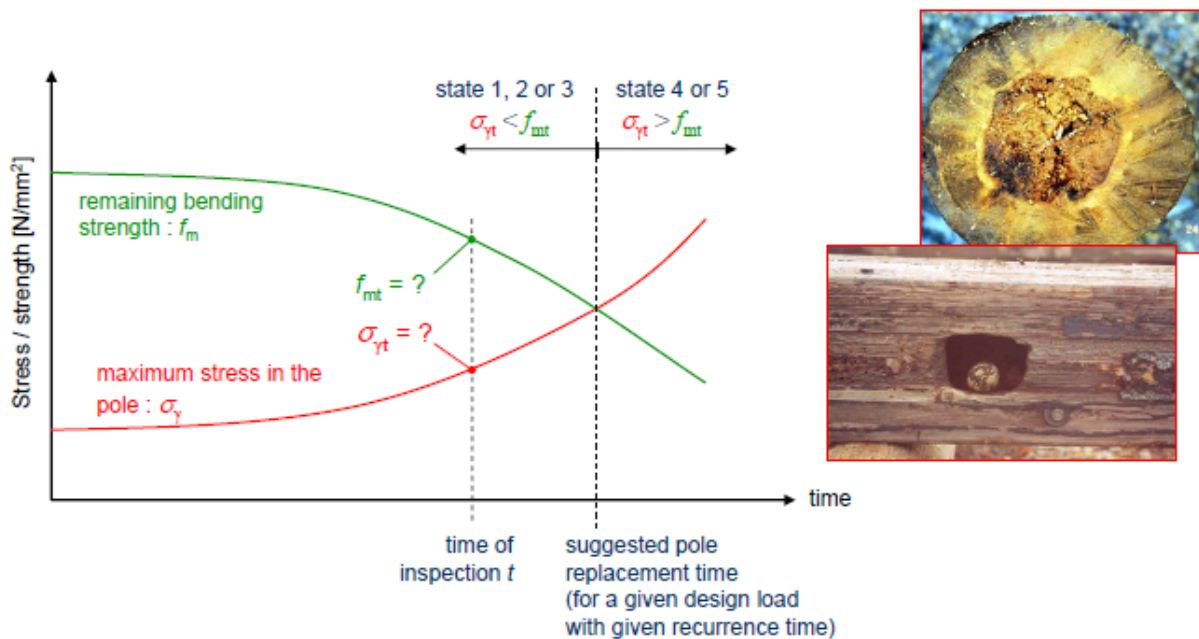 state 1, 2 or 3
σγt < fmt
state 4 or 5
σγt > fmt
Stress / strength [N/mm²]
remaining bending
strength : fm
fmt = ?
σγt = ?
maximum stress in the
pole : σγ
time
time of
inspection t
suggested pole
replacement time
(for a given design load
with given recurrence time)
24